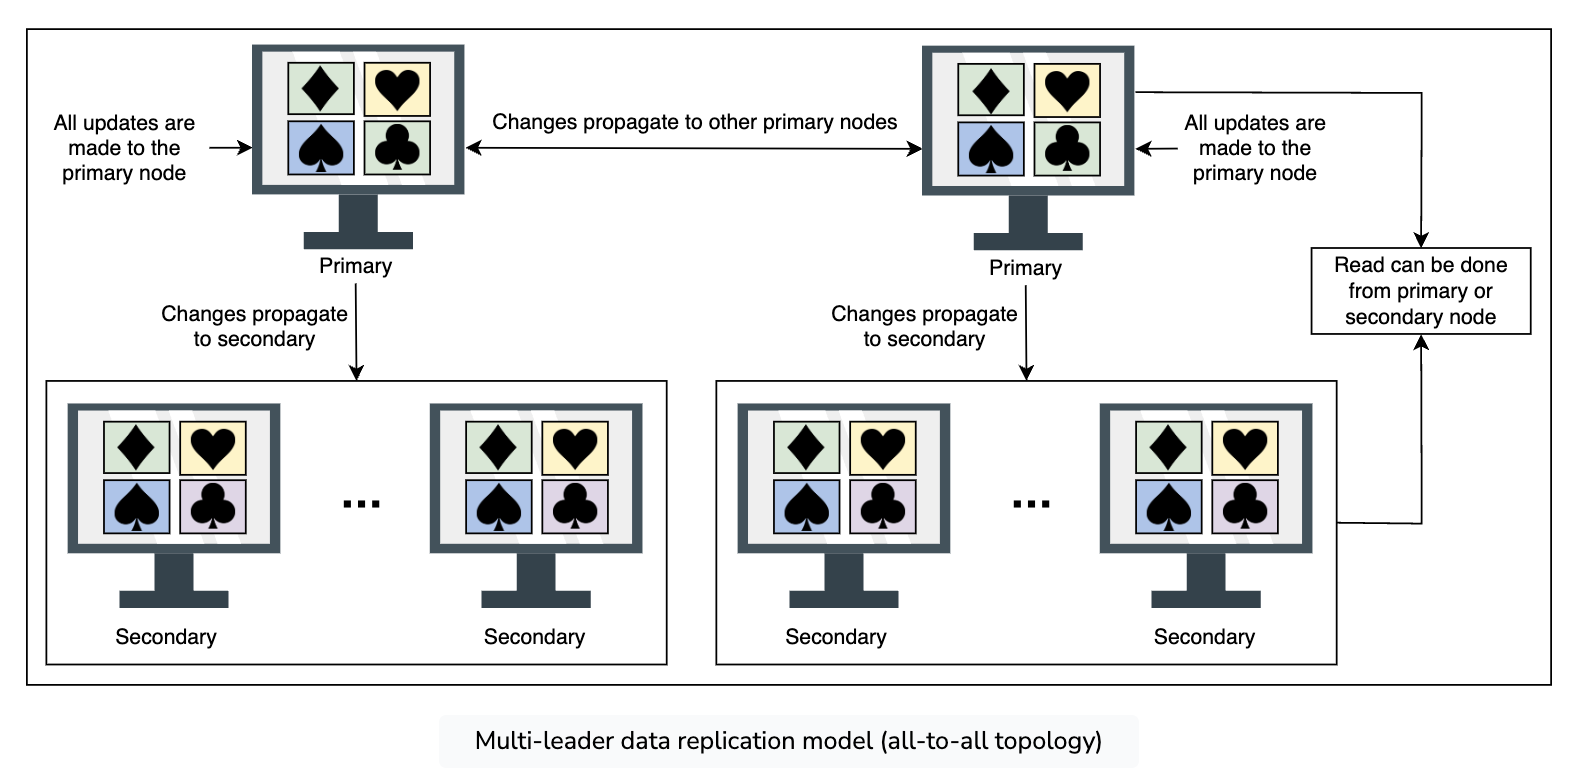 All updates are
made to the
primary node
Changes propagate to other primary nodes
All updates are
made to the
primary node
Primary
Primary
Read can be done
from primary or
secondary node
Changes propagate
to secondary
Changes propagate
to secondary
...
...
Secondary
Secondary
Secondary
Secondary
Multi-leader data replication model (all-to-all topology)